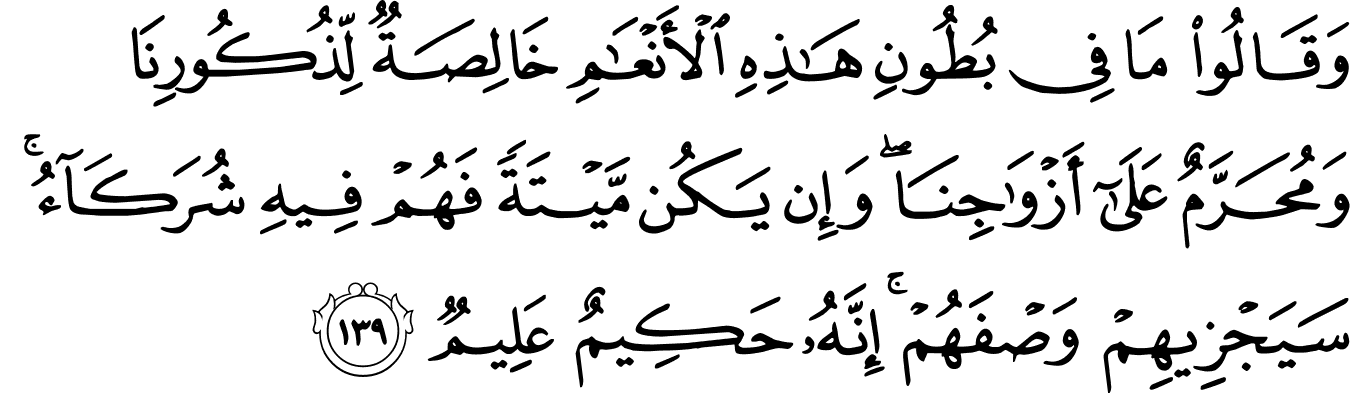 وَقَالُوا۟ مَا فِى بُطُونِ هَـٰذِهِ ٱلْأَنْعَـٰمِ خَالِصَةٌ لِّذُكُورِنَا
وَمُحَرَّمٌ عَلَىٰٓ أَزْوَٰجِنَا ۖ وَإِن يَكُن مَّيْتَةً فَهُمْ فِيهِ شُرَكَآءُ ۚ
سَيَجْزِيهِمْ وَصْفَهُمْ ۚ إِنَّهُۥ حَكِيمٌ عَلِيمٌ ١٣٩